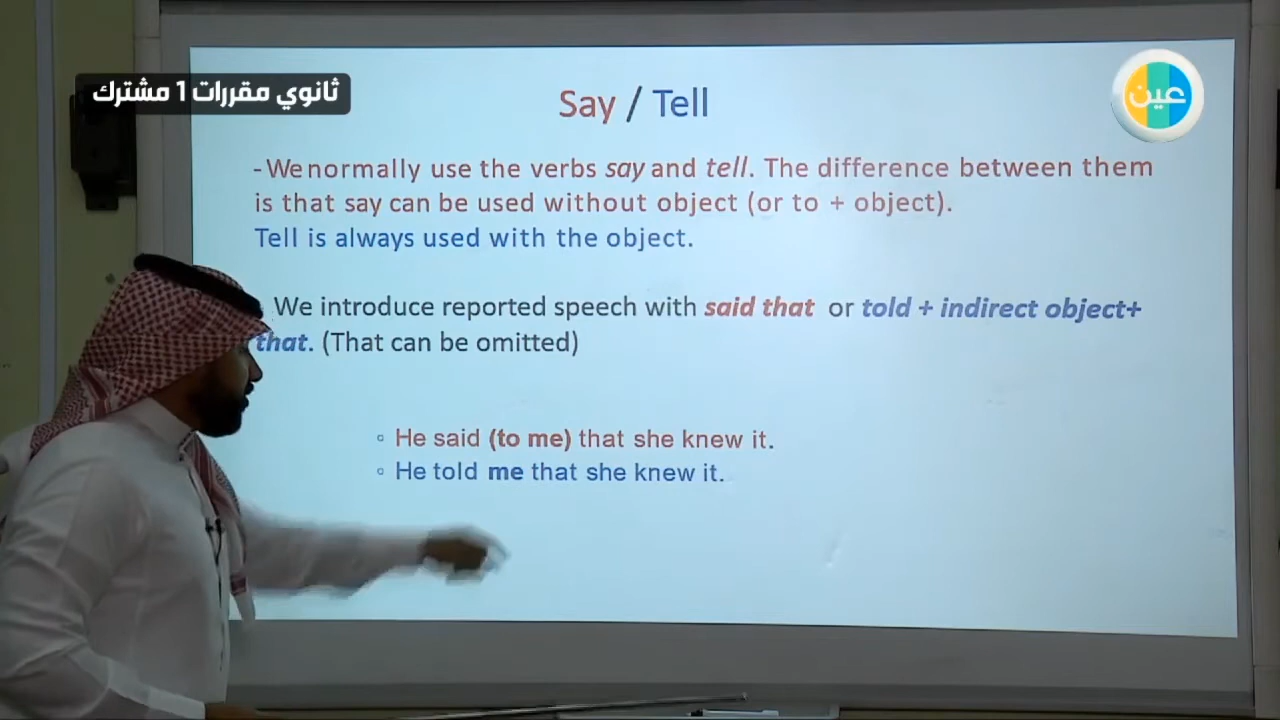 ثانوي مقررات 1 مشترك
عين
Say / Tell
- We normally use the verbs say and tell. The difference between them
is that say can be used without object (or to + object).
Tell is always used with the object.
We introduce reported speech with said that or told + indirect object+
that. (That can be omitted)
◦ He said (to me) that she knew it.
◦ He told me that she knew it.